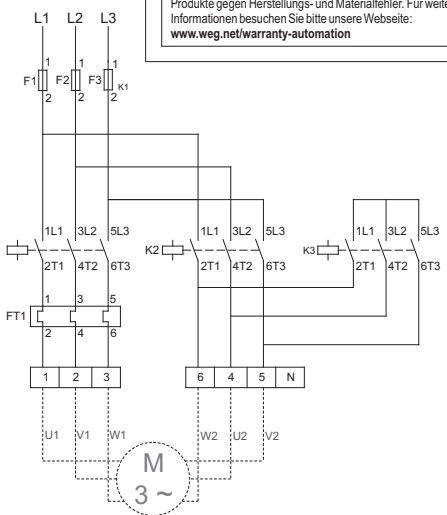 Produkte gegen Herstellungs- und Materialfehler. Für weite
Informationen besuchen Sie bitte unsere Webseite:
www.weg.net/warranty-automation
L1 L2 L3
1 1 1
F1 F2 F3 K1
2 2 2
1L1 3L2 5L3 1L1 3L2 5L3 1L1 3L2 5L3
K2 K3
2T1 4T2 6T3 2T1 4T2 6T3 2T1 4T2 6T3
1 3 5
FT1
2 4 6
1 2 3 6 4 5 N
U1 V1 W1 W2 U2 V2
M
3 ~